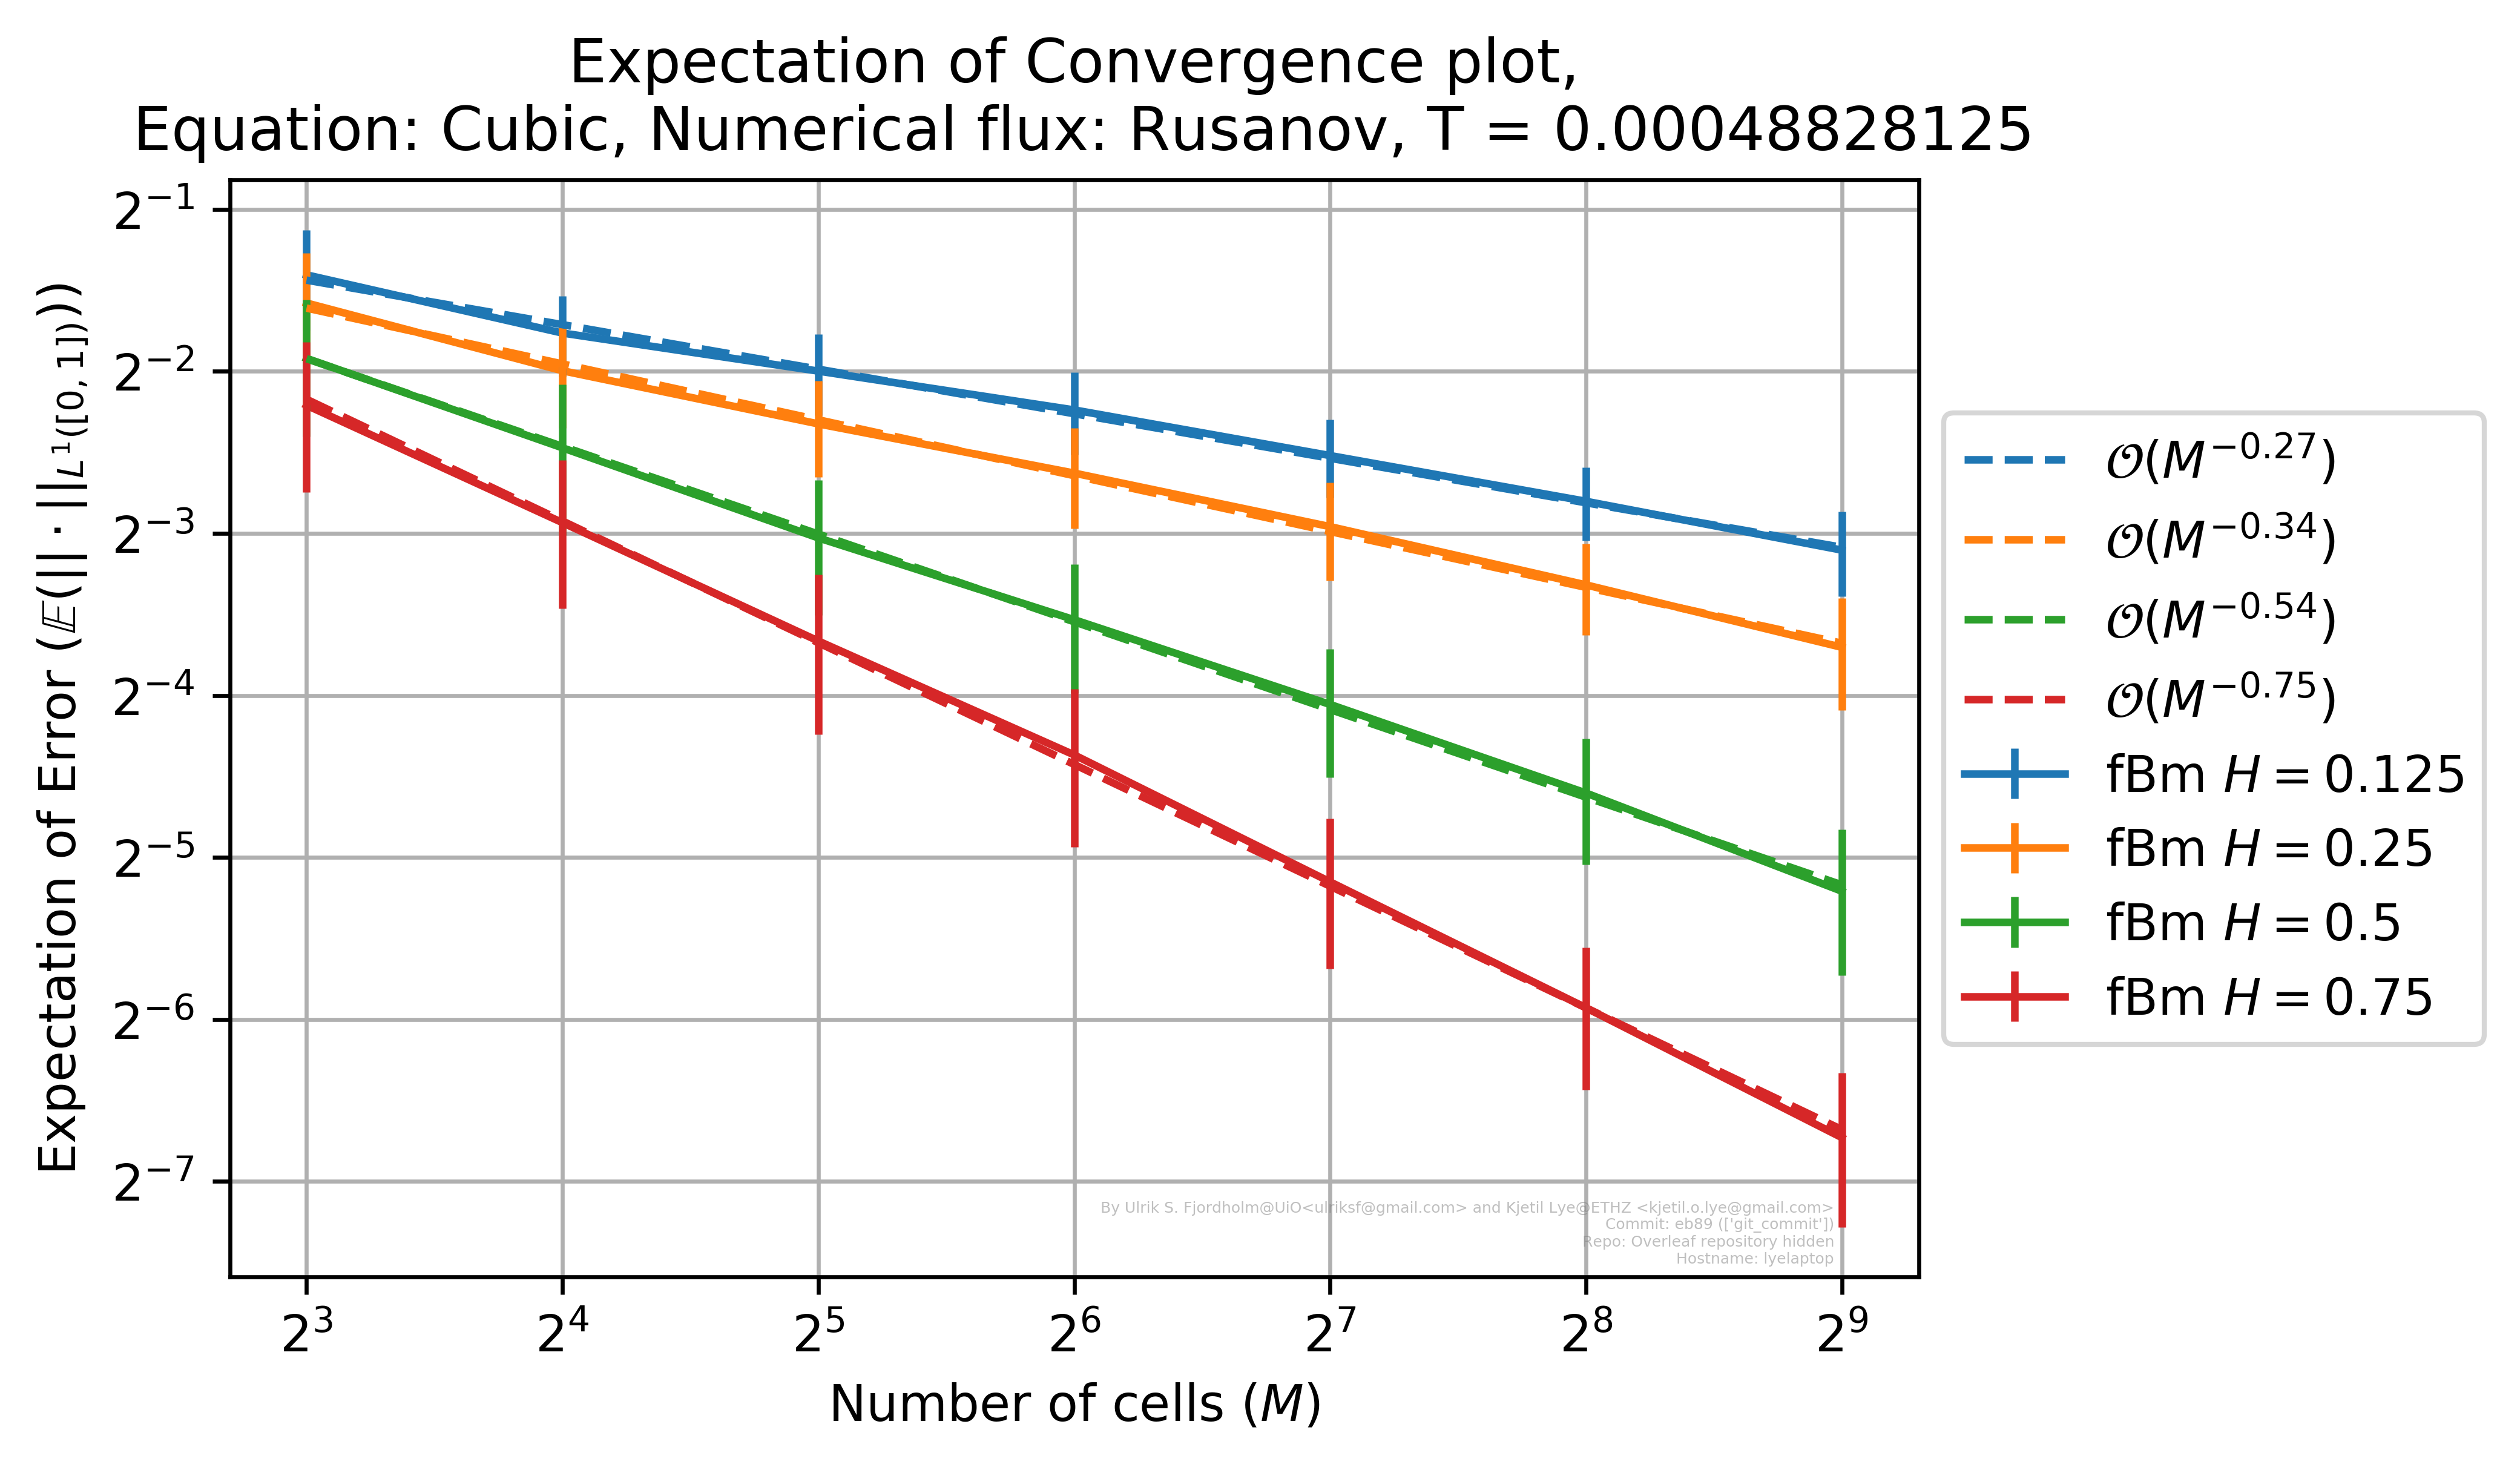 Expectation of Convergence plot,
Equation: Cubic, Numerical flux: Rusanov, T = 0.00048828125
Expectation of Error (𝔼(||·||_{L^1([0,1])}))
2^{-1}
2^{-2}
2^{-3}
2^{-4}
2^{-5}
2^{-6}
2^{-7}
2^3 2^4 2^5 2^6 2^7 2^8 2^9
Number of cells (M)
𝒪(M^{-0.27})
𝒪(M^{-0.34})
𝒪(M^{-0.54})
𝒪(M^{-0.75})
fBm H = 0.125
fBm H = 0.25
fBm H = 0.5
fBm H = 0.75
By Ulrik S. Fjordholm@UiO<ulriksf@gmail.com> and Kjetil Lye@ETHZ <kjetil.o.lye@gmail.com>
Commit: eb89 (['git_commit'])
Repo: Overleaf repository hidden
Hostname: lyelaptop